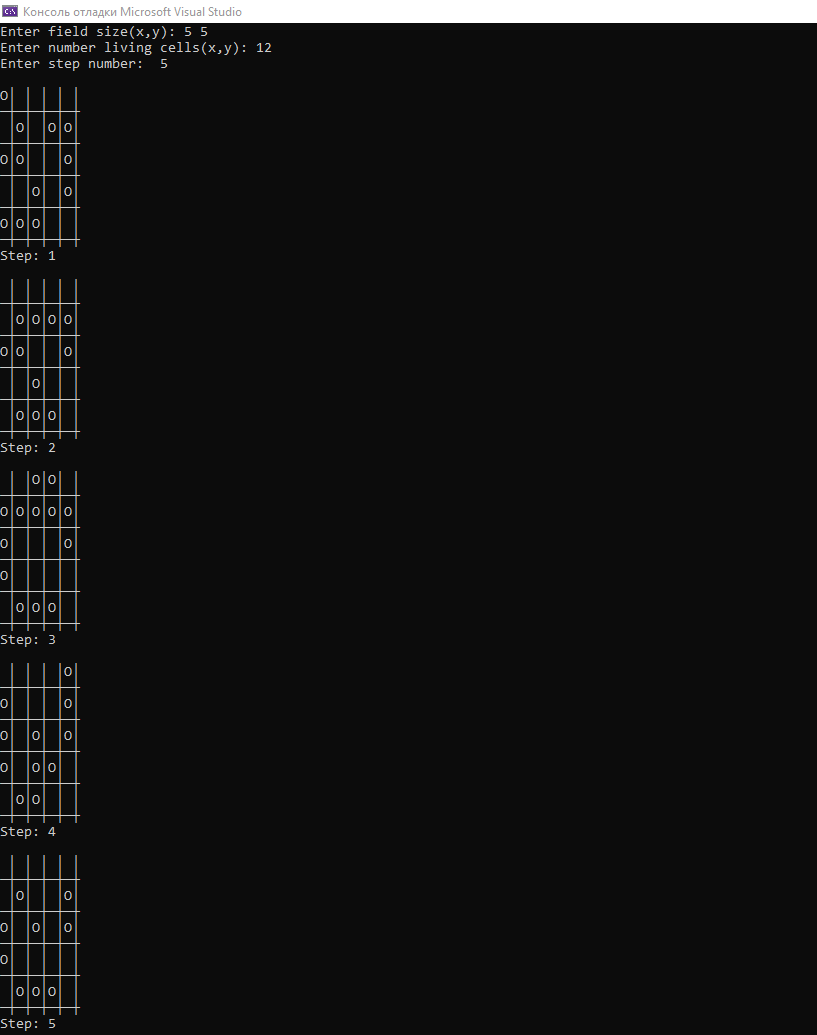 Консоль отладки Microsoft Visual Studio
Enter field size(x,y): 5 5
Enter number living cells(x,y): 12
Enter step number:  5
O| | | | |
 |O| |O|O|
O|O| | |O|
 | |O| |O|
O|O|O| | |
Step: 1
 | | | | |
 |O|O|O|O|
O|O| | |O|
 | |O| | |
 |O|O|O| |
Step: 2
 | |O|O| |
O|O|O|O|O|
O| | | |O|
O| | | | |
 |O|O|O| |
Step: 3
 | | | |O|
O| | | |O|
O| |O| |O|
O| |O|O| |
 |O|O| | |
Step: 4
 | | | | |
 |O| | |O|
O| |O| |O|
O| | | | |
 |O|O|O| |
Step: 5